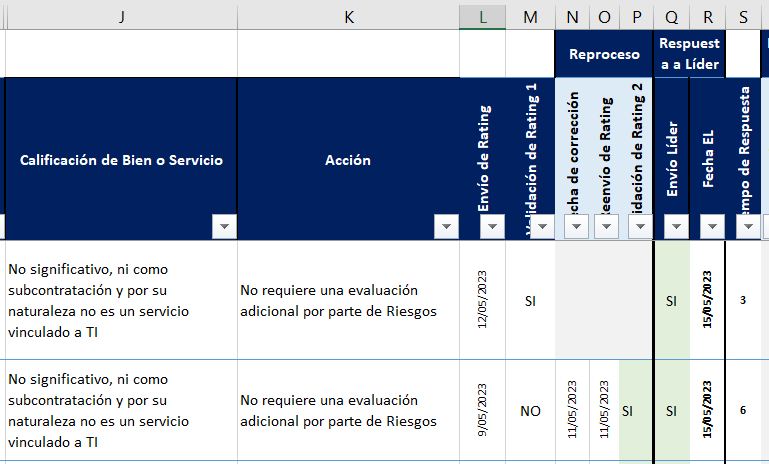 J K L M N O P Q R S
Reproceso
Respuest
a a Líder
Calificación de Bien o Servicio
Acción
Envío de Rating
Validación de Rating 1
echa de corrección
Reenvío de Rating
lidación de Rating 2
Envío Líder
Fecha EL
empo de Respuesta
No significativo, ni como
subcontratación y por su
naturaleza no es un servicio
vinculado a TI
No requiere una evaluación
adicional por parte de Riesgos
12/05/2023
SI
SI
15/05/2023
3
No significativo, ni como
subcontratación y por su
naturaleza no es un servicio
vinculado a TI
No requiere una evaluación
adicional por parte de Riesgos
9/05/2023
NO
11/05/2023
11/05/2023
SI
SI
15/05/2023
6